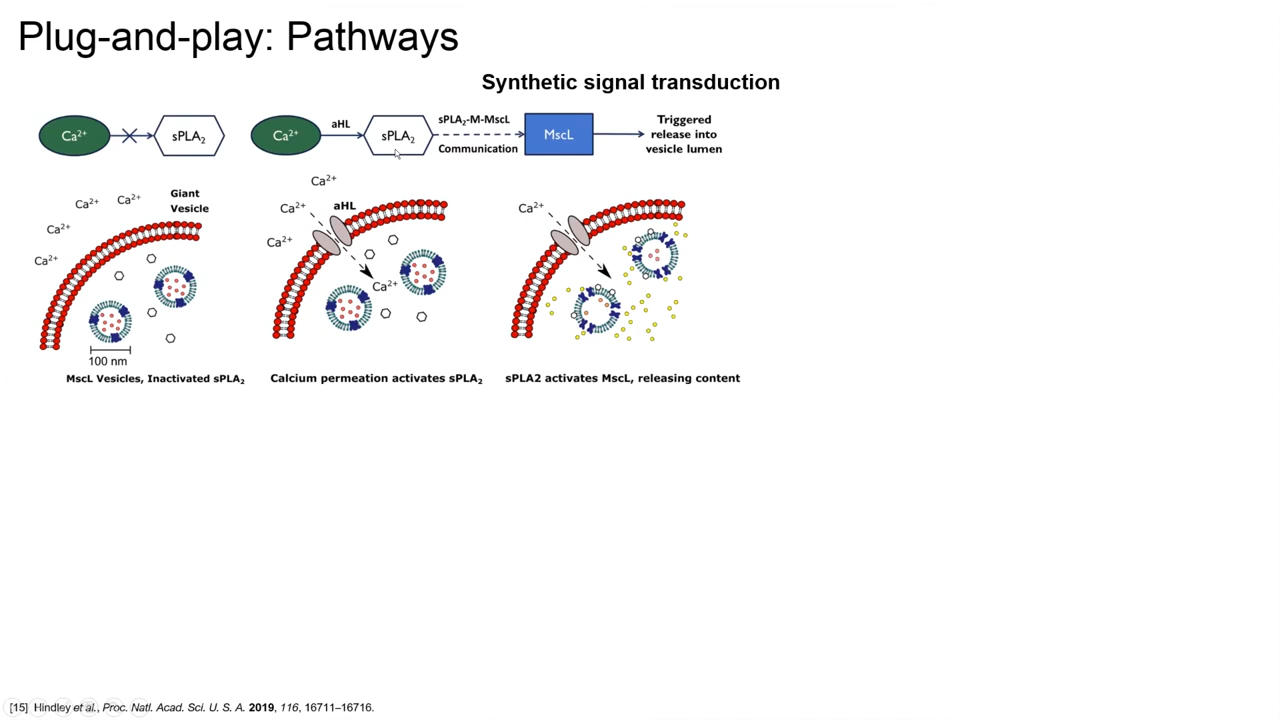 Plug-and-play: Pathways
Synthetic signal transduction
Ca²⁺
sPLA₂
Ca²⁺
aHL
sPLA₂
sPLA₂-M-MscL
Communication
MscL
Triggered
release into
vesicle lumen
Ca²⁺
Ca²⁺
Ca²⁺
Ca²⁺
Giant
Vesicle
100 nm
MscL Vesicles, Inactivated sPLA₂
Ca²⁺
Ca²⁺
Ca²⁺
aHL
Ca²⁺
Calcium permeation activates sPLA₂
Ca²⁺
sPLA2 activates MscL, releasing content
[15] Hindley et al., Proc. Natl. Acad. Sci. U. S. A. 2019, 116, 16711–16716.